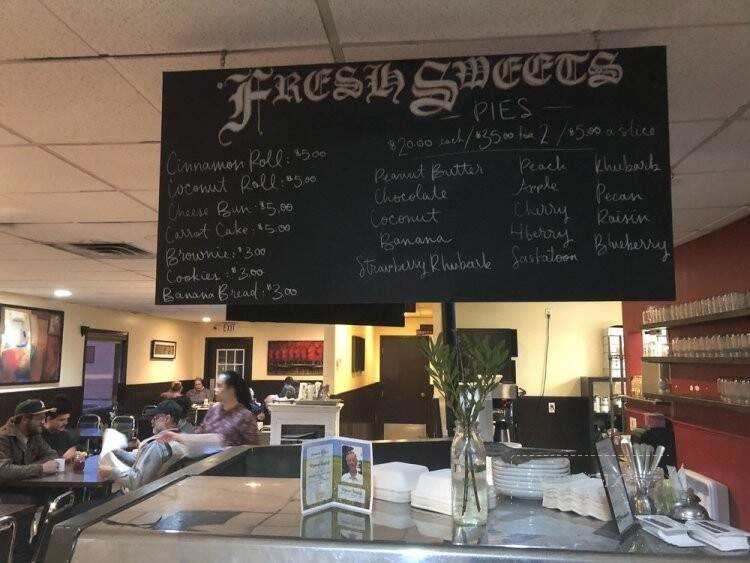 FRESH SWEETS
— PIES —
$20.00 each / $35.00 for 2 / $5.00 a slice
Cinnamon Roll: $5.00
Coconut Roll: $5.00
Cheese Bun - $5.00
Carrot Cake: $5.00
Brownie: $3.00
Cookies: $3.00
Banana Bread: $3.00
Peanut Butter
Chocolate
Coconut
Banana
Strawberry Rhubarb
Peach
Apple
Cherry
4berry
Saskatoon
Rhubarb
Pecan
Raisin
Blueberry
EXIT